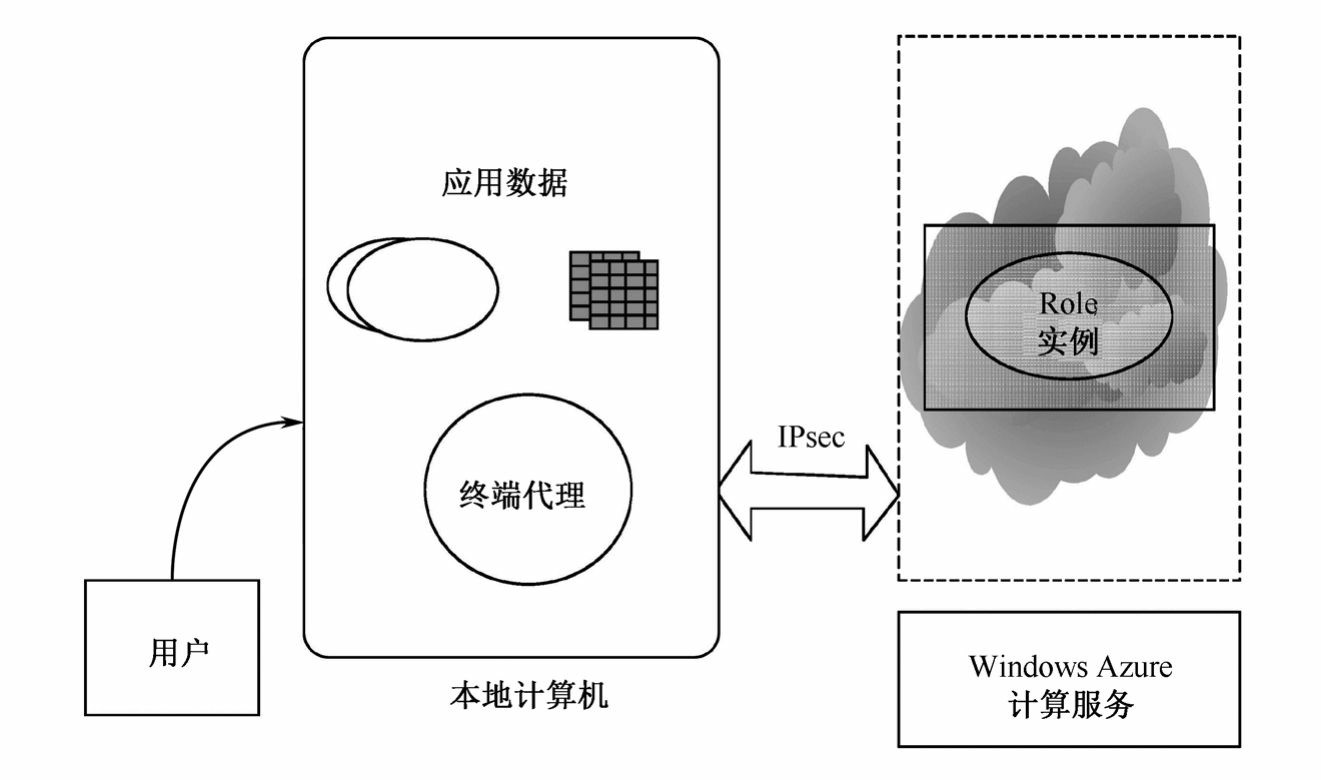 应用数据
终端代理
用户
本地计算机
IPsec
Role
实例
Windows Azure
计算服务